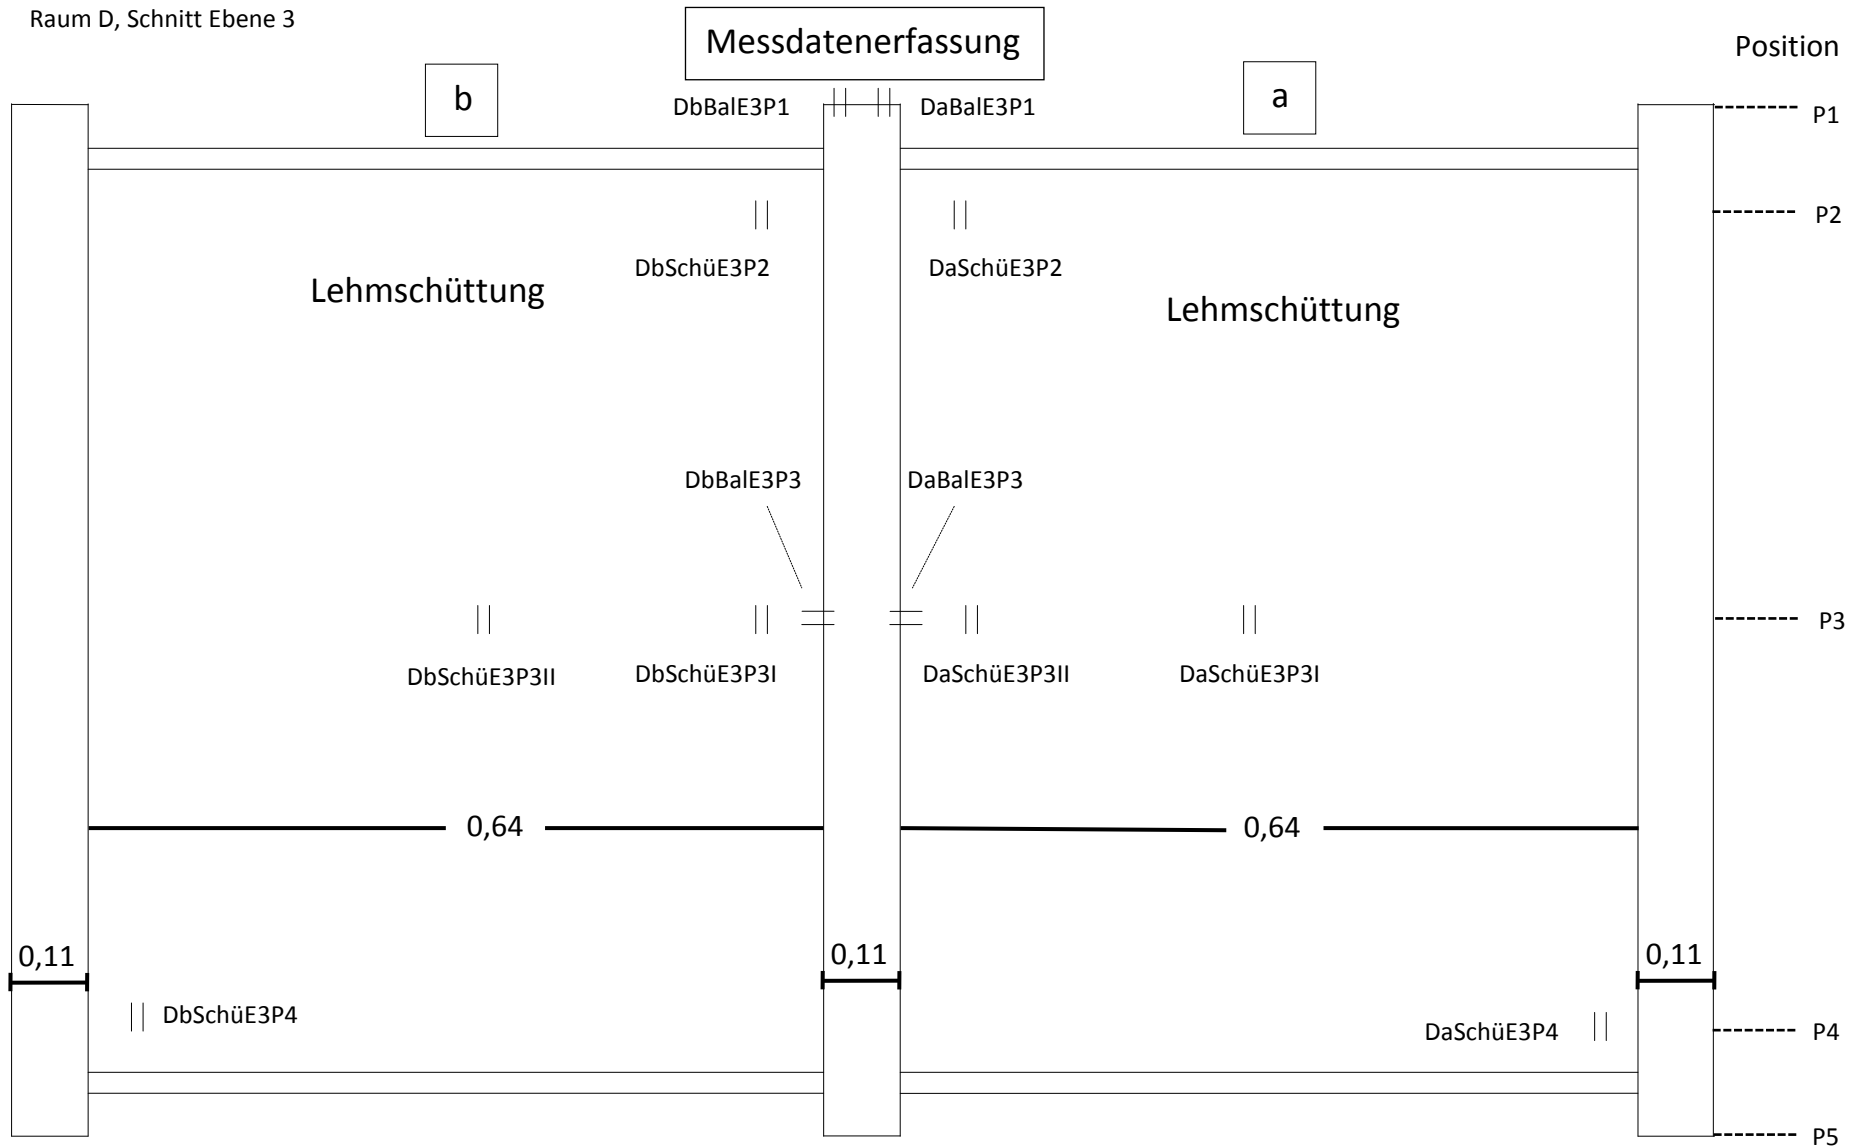 Raum D, Schnitt Ebene 3
Messdatenerfassung
Position
b
DbBalE3P1
DaBalE3P1
a
P1
P2
DbSchüE3P2
DaSchüE3P2
Lehmschüttung
Lehmschüttung
DbBalE3P3
DaBalE3P3
P3
DbSchüE3P3II
DbSchüE3P3I
DaSchüE3P3II
DaSchüE3P3I
0,64
0,64
0,11
0,11
0,11
DbSchüE3P4
DaSchüE3P4
P4
P5